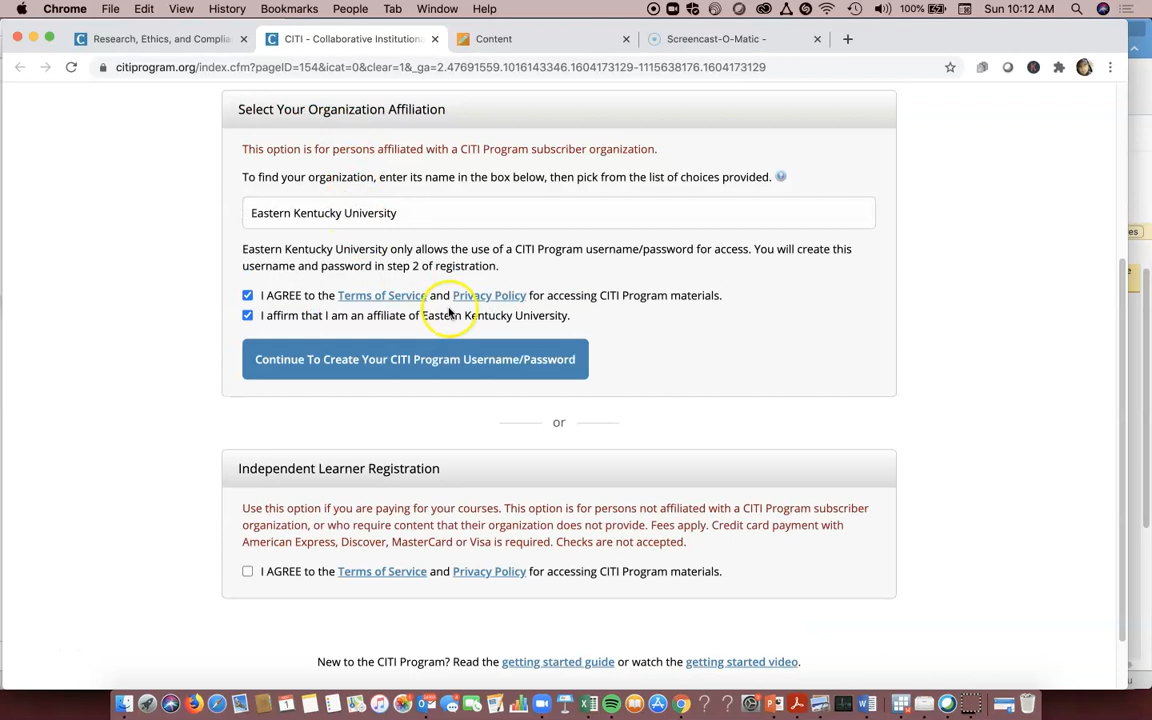 Chrome File Edit View History Bookmarks People Tab Window Help 100% Sun 10:12 AM
Research, Ethics, and Complia CITI - Collaborative Institution Content Screencast-O-Matic -
citiprogram.org/index.cfm?pageID=154&icat=0&clear=1&_ga=2.47691559.1016143346.1604173129-1115638176.1604173129
Select Your Organization Affiliation
This option is for persons affiliated with a CITI Program subscriber organization.
To find your organization, enter its name in the box below, then pick from the list of choices provided.
Eastern Kentucky University
Eastern Kentucky University only allows the use of a CITI Program username/password for access. You will create this
username and password in step 2 of registration.
I AGREE to the Terms of Service and Privacy Policy for accessing CITI Program materials.
I affirm that I am an affiliate of Eastern Kentucky University.
Continue To Create Your CITI Program Username/Password
or
Independent Learner Registration
Use this option if you are paying for your courses. This option is for persons not affiliated with a CITI Program subscriber
organization, or who require content that their organization does not provide. Fees apply. Credit card payment with
American Express, Discover, MasterCard or Visa is required. Checks are not accepted.
I AGREE to the Terms of Service and Privacy Policy for accessing CITI Program materials.
New to the CITI Program? Read the getting started guide or watch the getting started video.